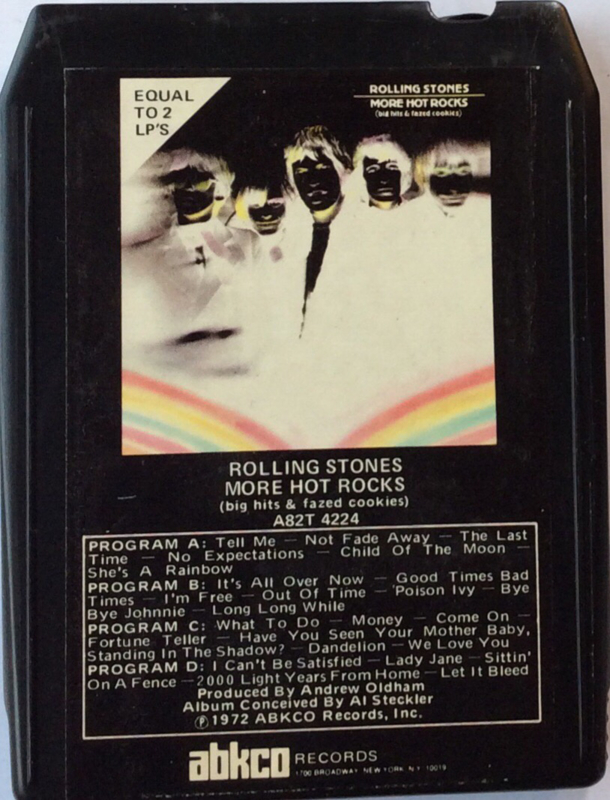 EQUAL
TO 2
LP'S
ROLLING STONES
MORE HOT ROCKS
(big hits & fazed cookies)
ROLLING STONES
MORE HOT ROCKS
(big hits & fazed cookies)
A82T 4224
PROGRAM A: Tell Me — Not Fade Away — The Last
Time — No Expectations — Child Of The Moon —
She's A Rainbow
PROGRAM B: It's All Over Now — Good Times Bad
Times — I'm Free — Out Of Time — 'Poison Ivy — Bye
Bye Johnnie — Long Long While
PROGRAM C: What To Do — Money — Come On —
Fortune Teller — Have You Seen Your Mother Baby,
Standing In The Shadow? — Dandelion — We Love You
PROGRAM D: I Can't Be Satisfied — Lady Jane — Sittin'
On A Fence — 2000 Light Years From Home — Let It Bleed
Produced By Andrew Oldham
Album Conceived By Al Steckler
℗ 1972 ABKCO Records, Inc.
abkco RECORDS
1700 BROADWAY NEW YORK N Y 10019